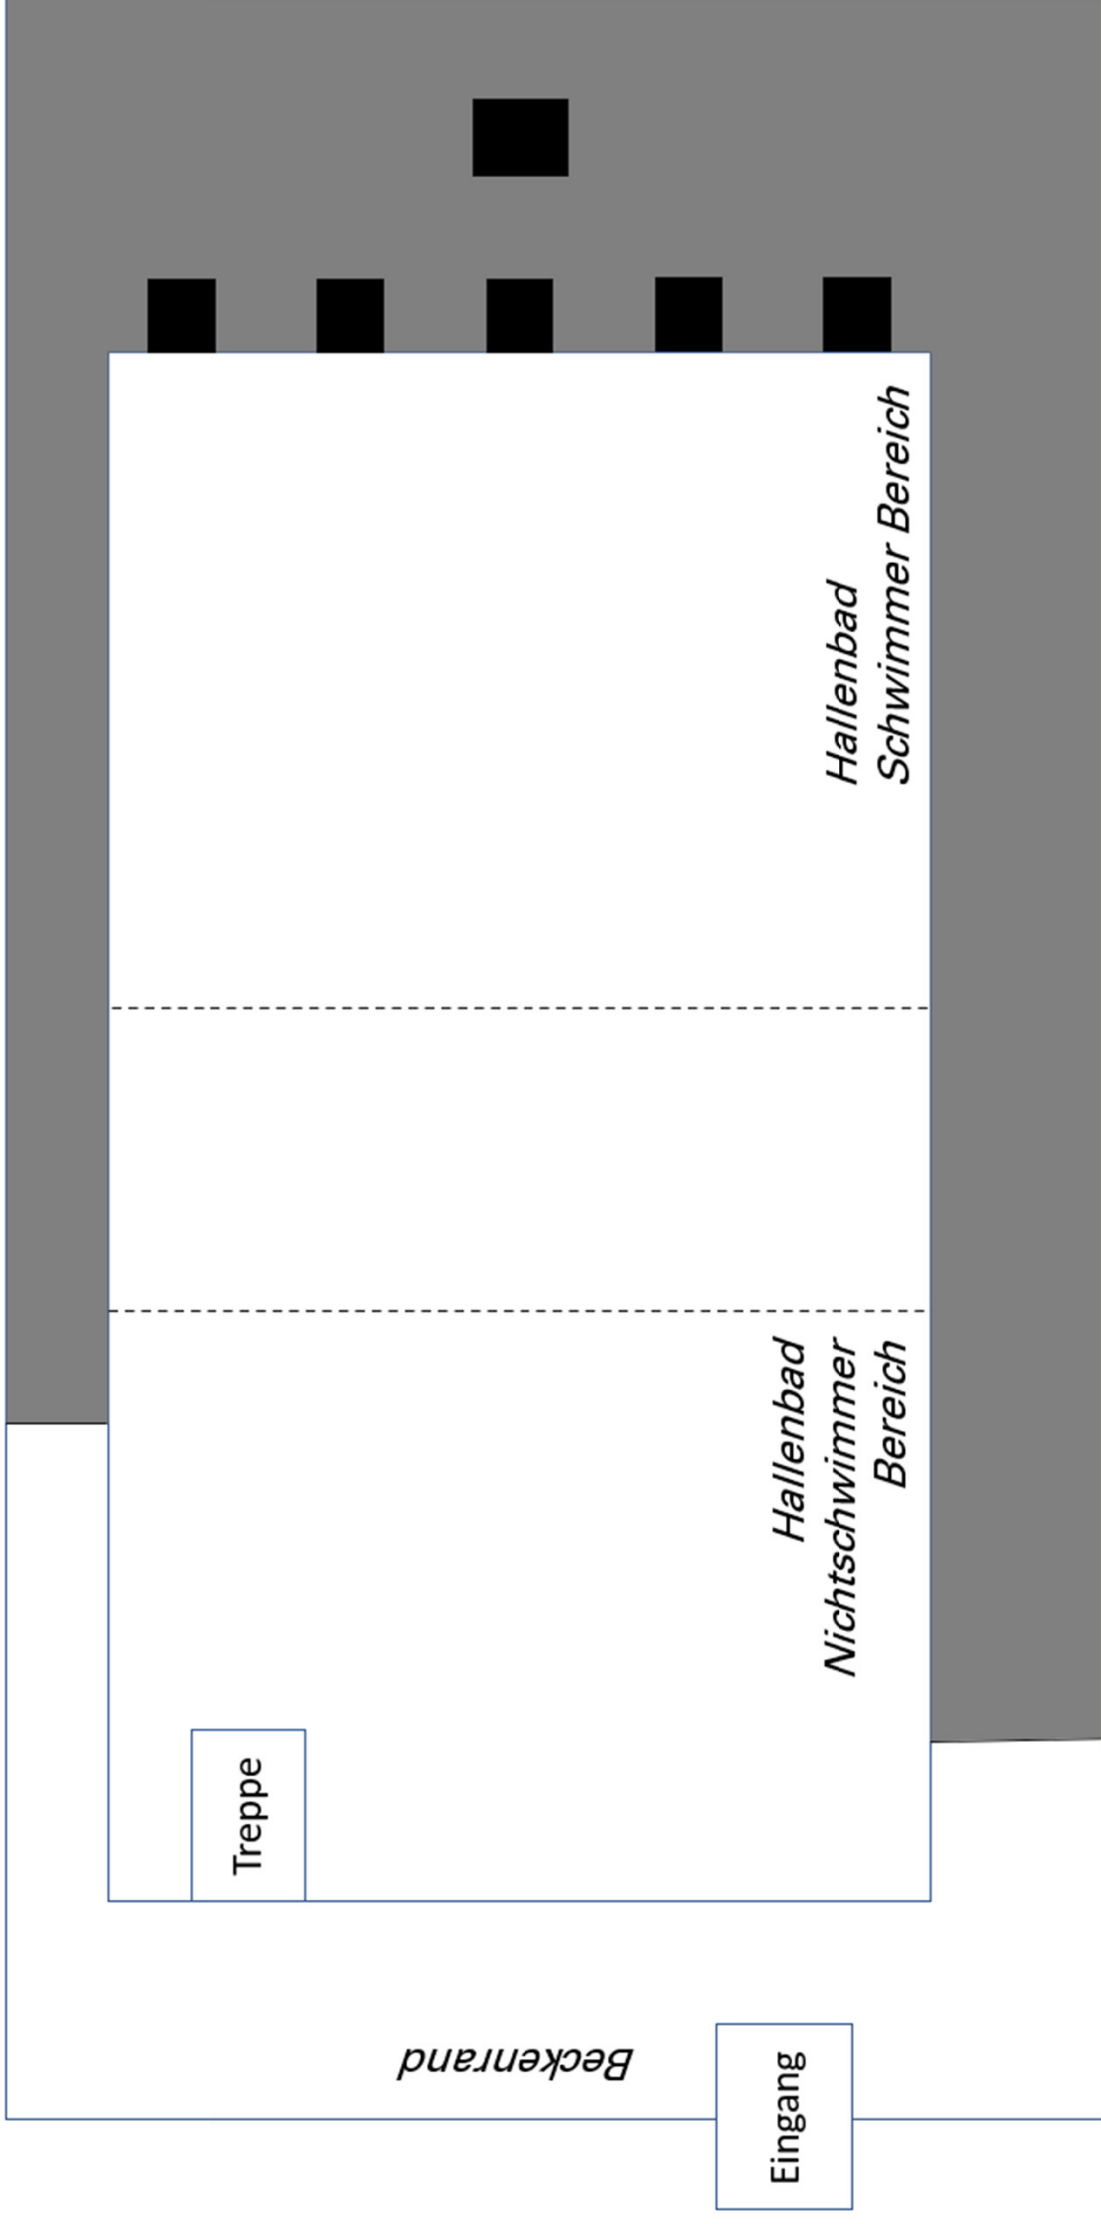 Hallenbad
Schwimmer Bereich
Hallenbad
Nichtschwimmer
Bereich
Treppe
Beckenrand
Eingang